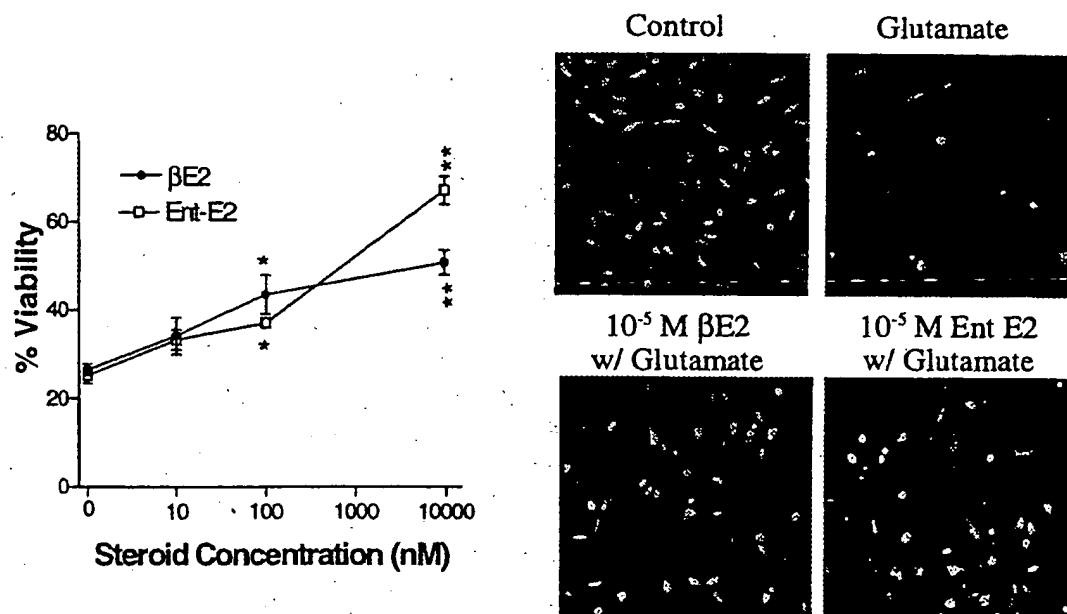 80
60
40
20
0
% Viability
βE2
Ent-E2
*
*
**
**
0 10 100 1000 10000
Steroid Concentration (nM)
Control
Glutamate
10⁻⁵ M βE2
w/ Glutamate
10⁻⁵ M Ent E2
w/ Glutamate